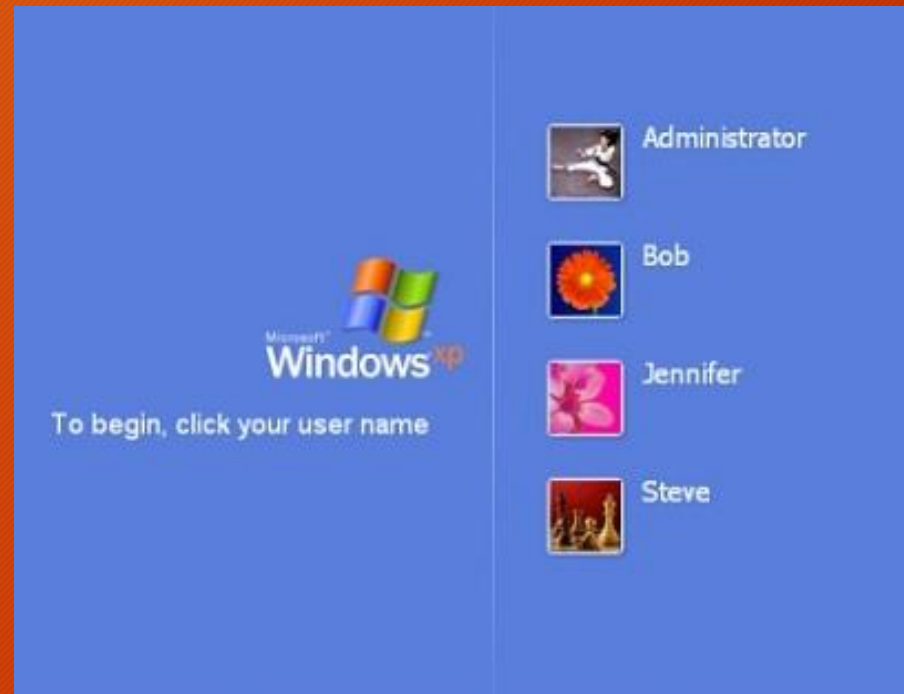 Microsoft
Windows xp
To begin, click your user name
Administrator
Bob
Jennifer
Steve